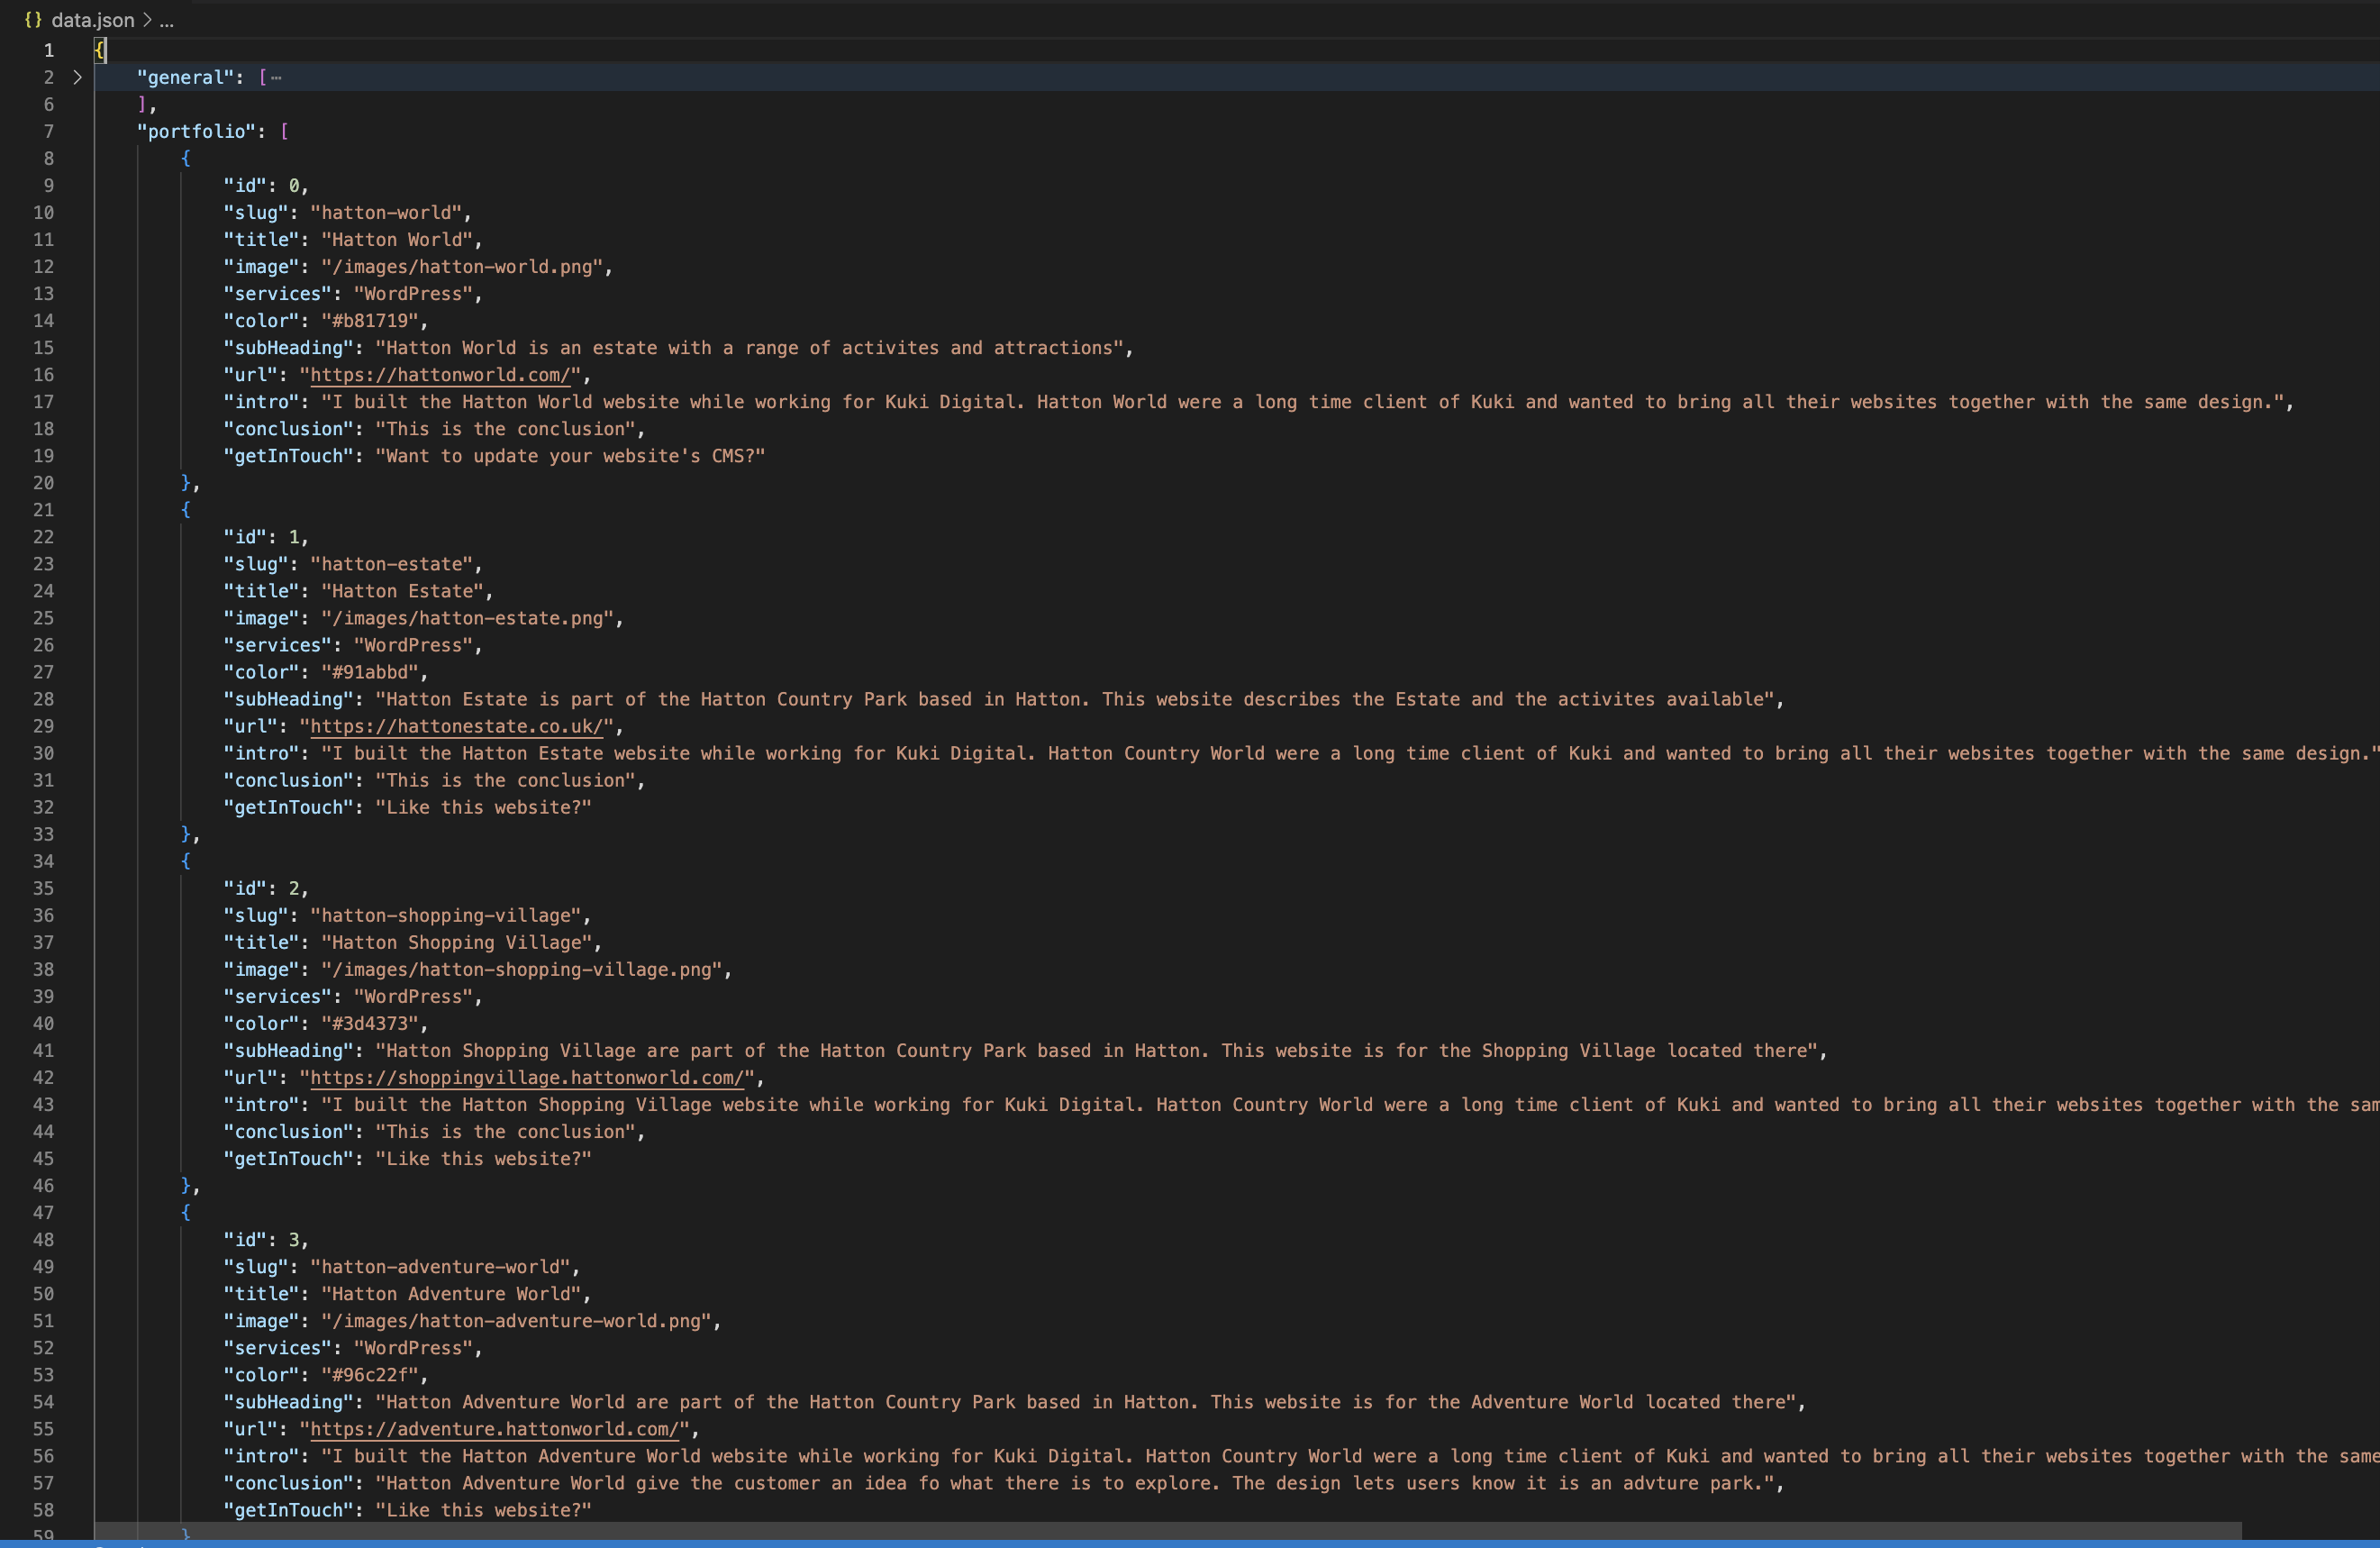 {} data.json > ...
1 {
2 > "general": [⋯
6 ],
7 "portfolio": [
8 {
9 "id": 0,
10 "slug": "hatton-world",
11 "title": "Hatton World",
12 "image": "/images/hatton-world.png",
13 "services": "WordPress",
14 "color": "#b81719",
15 "subHeading": "Hatton World is an estate with a range of activites and attractions",
16 "url": "https://hattonworld.com/",
17 "intro": "I built the Hatton World website while working for Kuki Digital. Hatton World were a long time client of Kuki and wanted to bring all their websites together with the same design.",
18 "conclusion": "This is the conclusion",
19 "getInTouch": "Want to update your website's CMS?"
20 },
21 {
22 "id": 1,
23 "slug": "hatton-estate",
24 "title": "Hatton Estate",
25 "image": "/images/hatton-estate.png",
26 "services": "WordPress",
27 "color": "#91abbd",
28 "subHeading": "Hatton Estate is part of the Hatton Country Park based in Hatton. This website describes the Estate and the activites available",
29 "url": "https://hattonestate.co.uk/",
30 "intro": "I built the Hatton Estate website while working for Kuki Digital. Hatton Country World were a long time client of Kuki and wanted to bring all their websites together with the same design."
31 "conclusion": "This is the conclusion",
32 "getInTouch": "Like this website?"
33 },
34 {
35 "id": 2,
36 "slug": "hatton-shopping-village",
37 "title": "Hatton Shopping Village",
38 "image": "/images/hatton-shopping-village.png",
39 "services": "WordPress",
40 "color": "#3d4373",
41 "subHeading": "Hatton Shopping Village are part of the Hatton Country Park based in Hatton. This website is for the Shopping Village located there",
42 "url": "https://shoppingvillage.hattonworld.com/",
43 "intro": "I built the Hatton Shopping Village website while working for Kuki Digital. Hatton Country World were a long time client of Kuki and wanted to bring all their websites together with the sam
44 "conclusion": "This is the conclusion",
45 "getInTouch": "Like this website?"
46 },
47 {
48 "id": 3,
49 "slug": "hatton-adventure-world",
50 "title": "Hatton Adventure World",
51 "image": "/images/hatton-adventure-world.png",
52 "services": "WordPress",
53 "color": "#96c22f",
54 "subHeading": "Hatton Adventure World are part of the Hatton Country Park based in Hatton. This website is for the Adventure World located there",
55 "url": "https://adventure.hattonworld.com/",
56 "intro": "I built the Hatton Adventure World website while working for Kuki Digital. Hatton Country World were a long time client of Kuki and wanted to bring all their websites together with the same
57 "conclusion": "Hatton Adventure World give the customer an idea fo what there is to explore. The design lets users know it is an advture park.",
58 "getInTouch": "Like this website?"
59 }